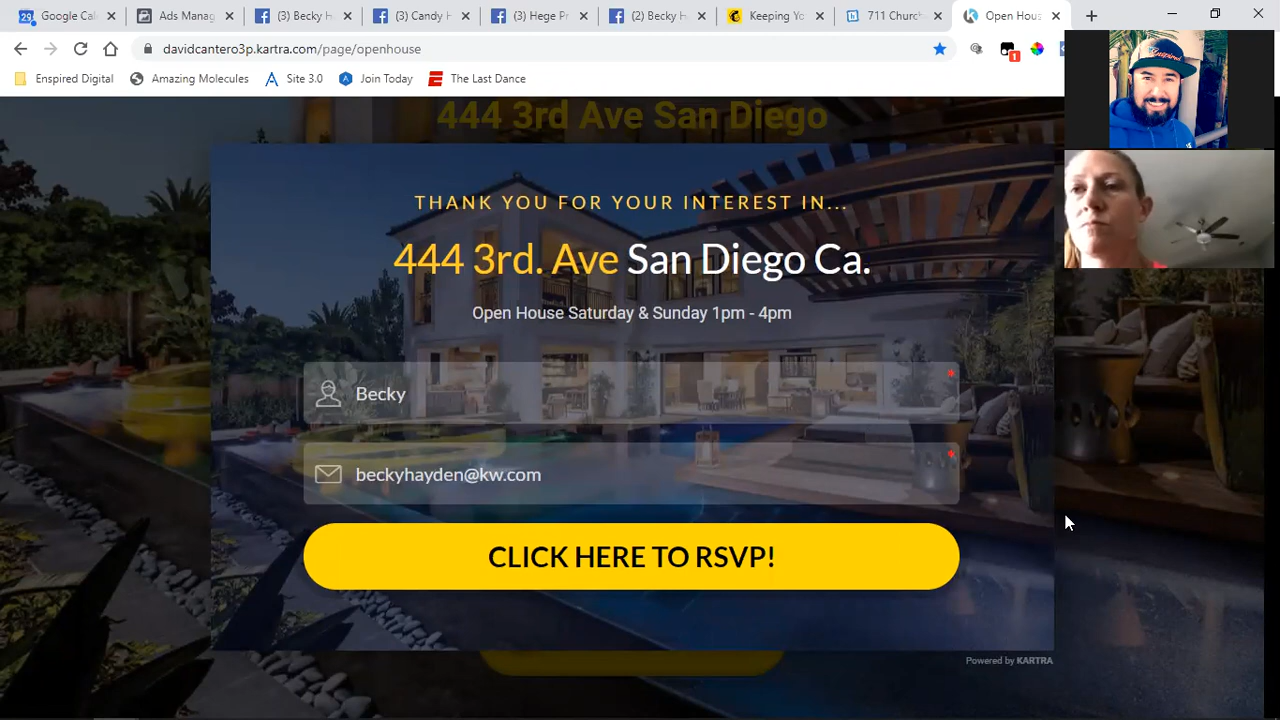 29 Google Cal
Ads Manag
(3) Becky H
(3) Candy H
(3) Hege Pr
(2) Becky H
Keeping Yo
711 Church
Open Hous
davidcantero3p.kartra.com/page/openhouse
1
Enspired Digital
Amazing Molecules
Site 3.0
Join Today
The Last Dance
444 3rd Ave San Diego
THANK YOU FOR YOUR INTEREST IN...
444 3rd. Ave San Diego Ca.
Open House Saturday & Sunday 1pm - 4pm
Becky
*
beckyhayden@kw.com
*
CLICK HERE TO RSVP!
Powered by KARTRA